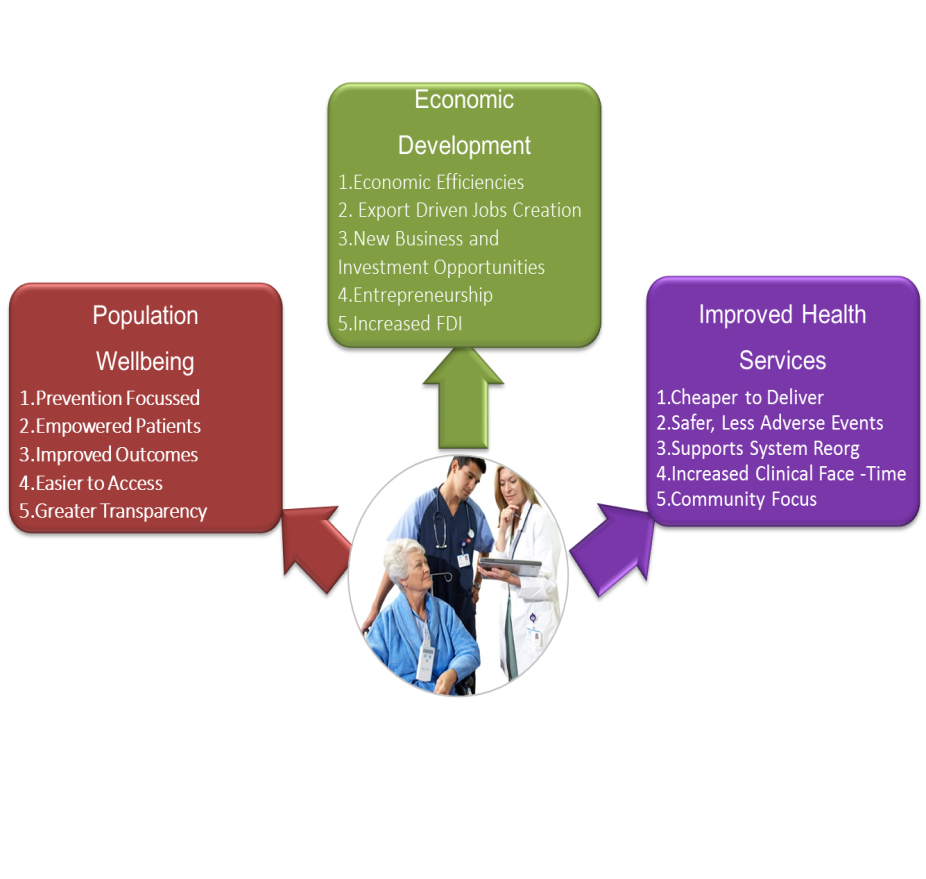 Economic
Development
1.Economic Efficiencies
2. Export Driven Jobs Creation
3.New Business and
Investment Opportunities
4.Entrepreneurship
5.Increased FDI
Population
Wellbeing
1.Prevention Focussed
2.Empowered Patients
3.Improved Outcomes
4.Easier to Access
5.Greater Transparency
Improved Health
Services
1.Cheaper to Deliver
2.Safer, Less Adverse Events
3.Supports System Reorg
4.Increased Clinical Face -Time
5.Community Focus